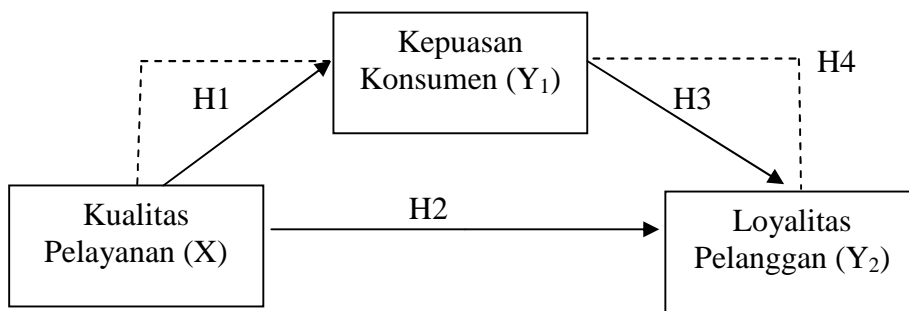 Kepuasan
Konsumen (Y₁)
H4
H1
H3
Kualitas
Pelayanan (X)
H2
Loyalitas
Pelanggan (Y₂)